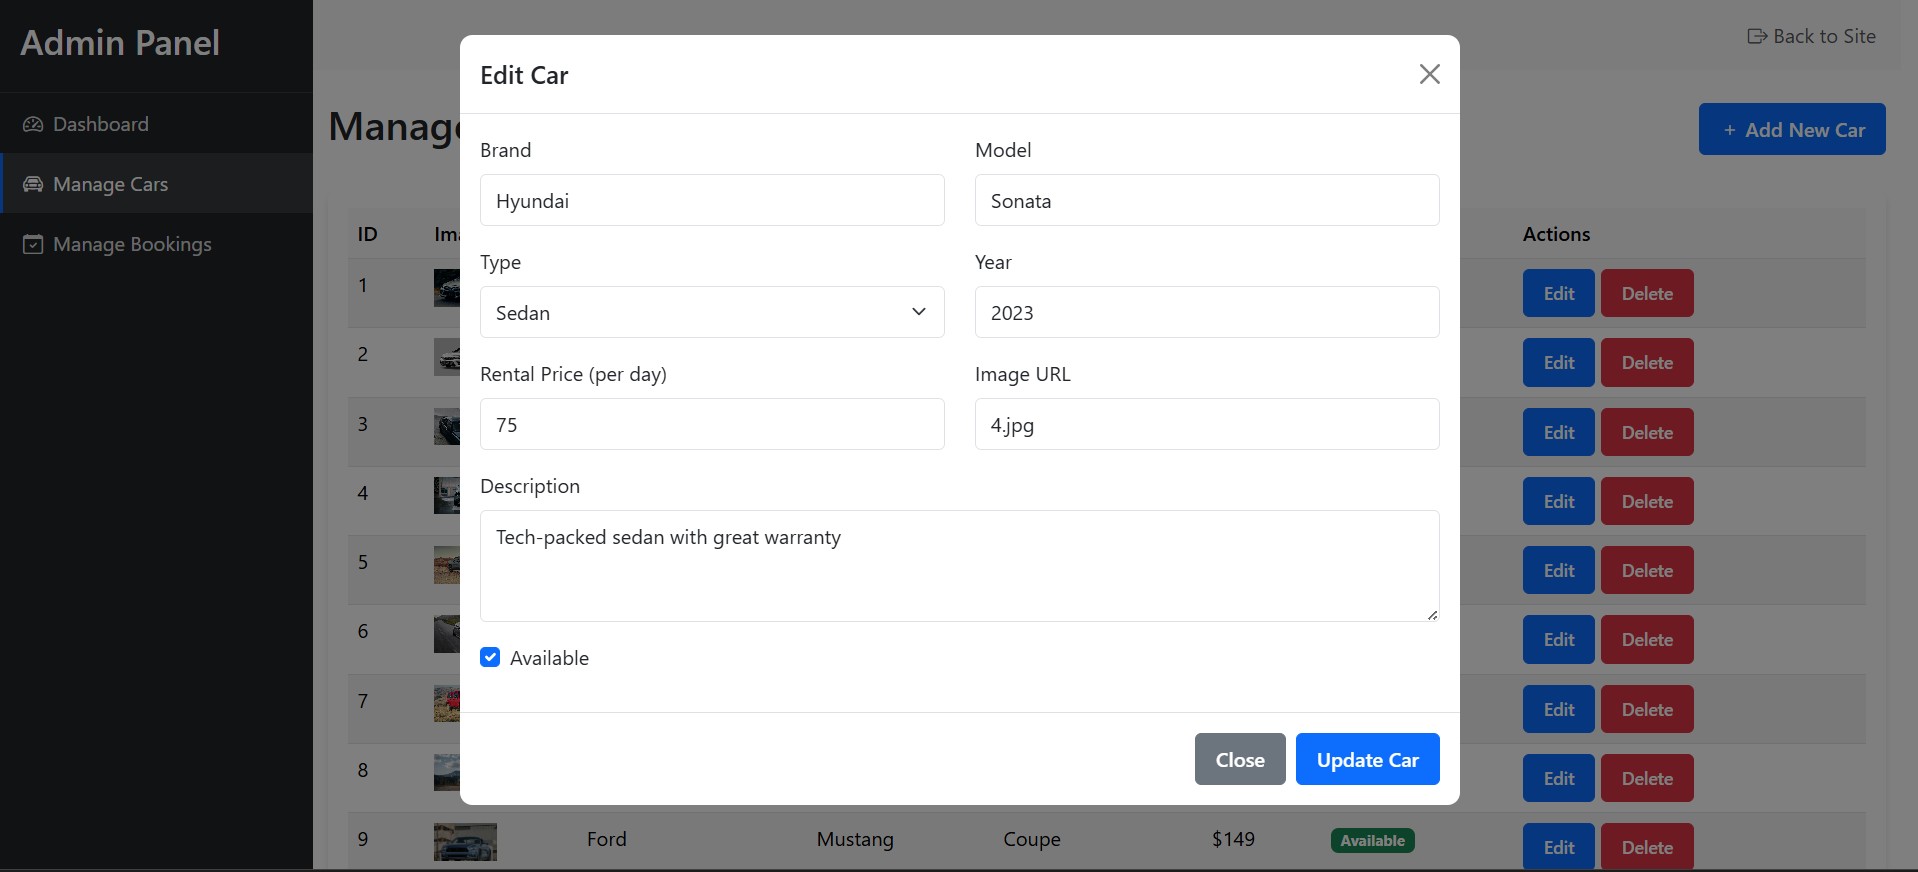 Admin Panel
Back to Site
Dashboard
Manage Cars
Manage Bookings
+ Add New Car
Edit Car
Brand
Model
Hyundai
Sonata
Type
Year
Sedan
2023
Rental Price (per day)
Image URL
75
4.jpg
Description
Tech-packed sedan with great warranty
Available
Close
Update Car
Manage
ID
Actions
1
Edit Delete
2
Edit Delete
3
Edit Delete
4
Edit Delete
5
Edit Delete
6
Edit Delete
7
Edit Delete
8
Edit Delete
9 Ford Mustang Coupe $149 Available Edit Delete